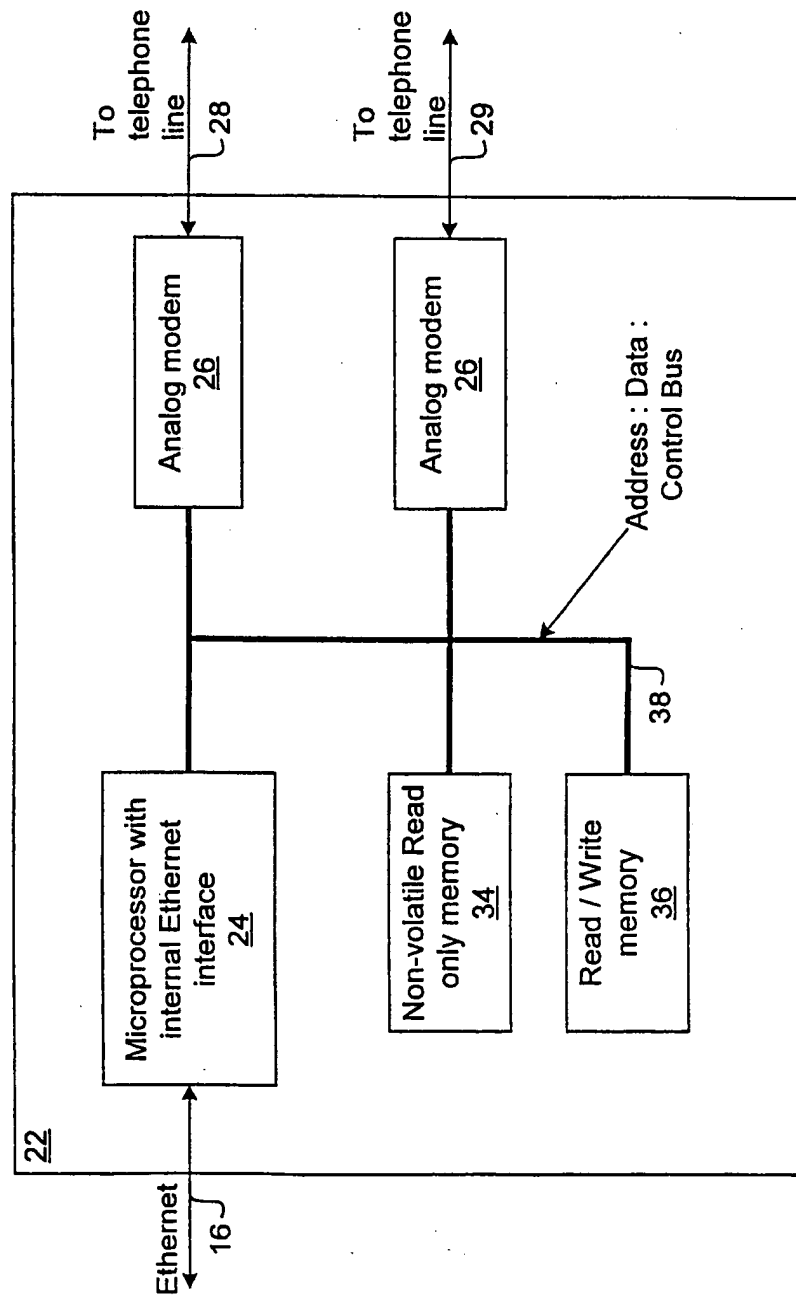 22
Ethernet
16
Microprocessor with
internal Ethernet
interface
24
Analog modem
26
To
telephone
line
28
Non-volatile Read
only memory
34
Analog modem
26
To
telephone
line
29
Read / Write
memory
36
38
Address : Data :
Control Bus